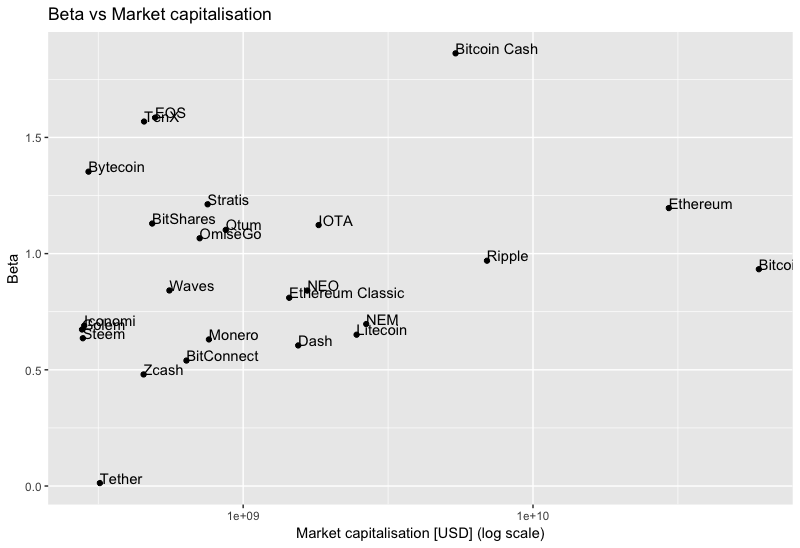 Beta vs Market capitalisation
Bitcoin Cash
EOS
TenX
1.5
Bytecoin
Stratis
Ethereum
BitShares
IOTA
Qtum
OmiseGo
1.0
Ripple
Bitcoi
Beta
Waves
NEO
Ethereum Classic
Iconomi
NEM
Golem
Litecoin
Steem
Monero
Dash
BitConnect
0.5
Zcash
Tether
0.0
1e+09
1e+10
Market capitalisation [USD] (log scale)